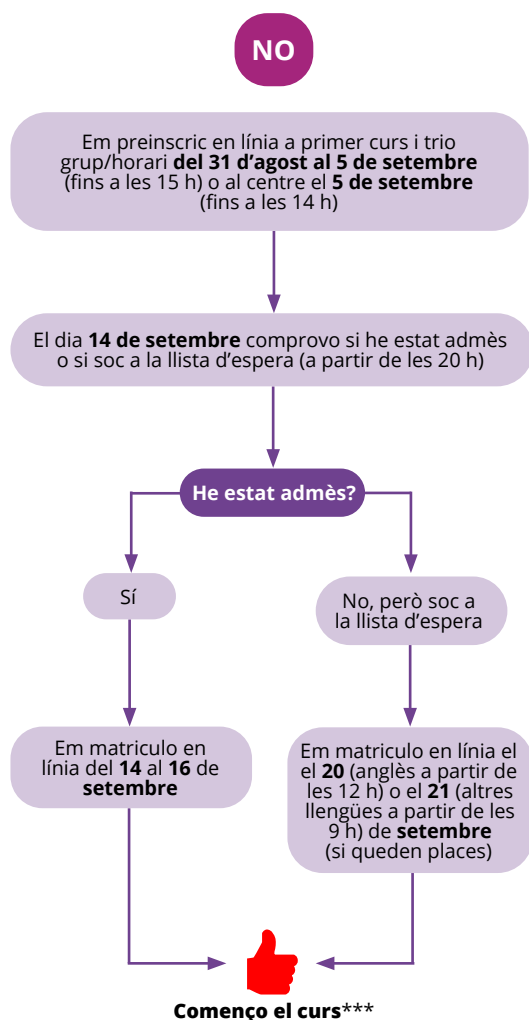 NO
Em preinscric en línia a primer curs i trio
grup/horari del 31 d'agost al 5 de setembre
(fins a les 15 h) o al centre el 5 de setembre
(fins a les 14 h)
El dia 14 de setembre comprovo si he estat admès
o si soc a la llista d'espera (a partir de les 20 h)
He estat admès?
Sí
No, però soc a
la llista d'espera
Em matriculo en
línia del 14 al 16 de
setembre
Em matriculo en línia el
el 20 (anglès a partir de
les 12 h) o el 21 (altres
llengües a partir de les
9 h) de setembre
(si queden places)
Començo el curs***